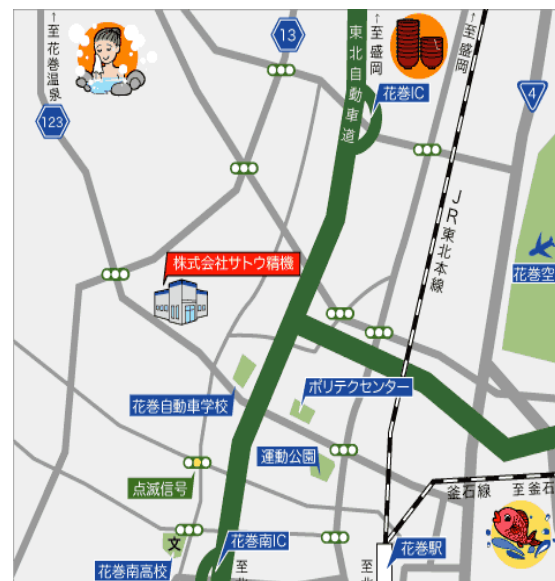 ↑至花巻温泉
13
東北自動車道
↑至盛岡
↑至盛岡
花巻IC
4
123
JR東北本線
花巻空
株式会社サトウ精機
花巻自動車学校
ポリテクセンター
運動公園
点滅信号
釜石線
至釜石
文
花巻南IC
花巻駅
花巻南高校
至北
至北